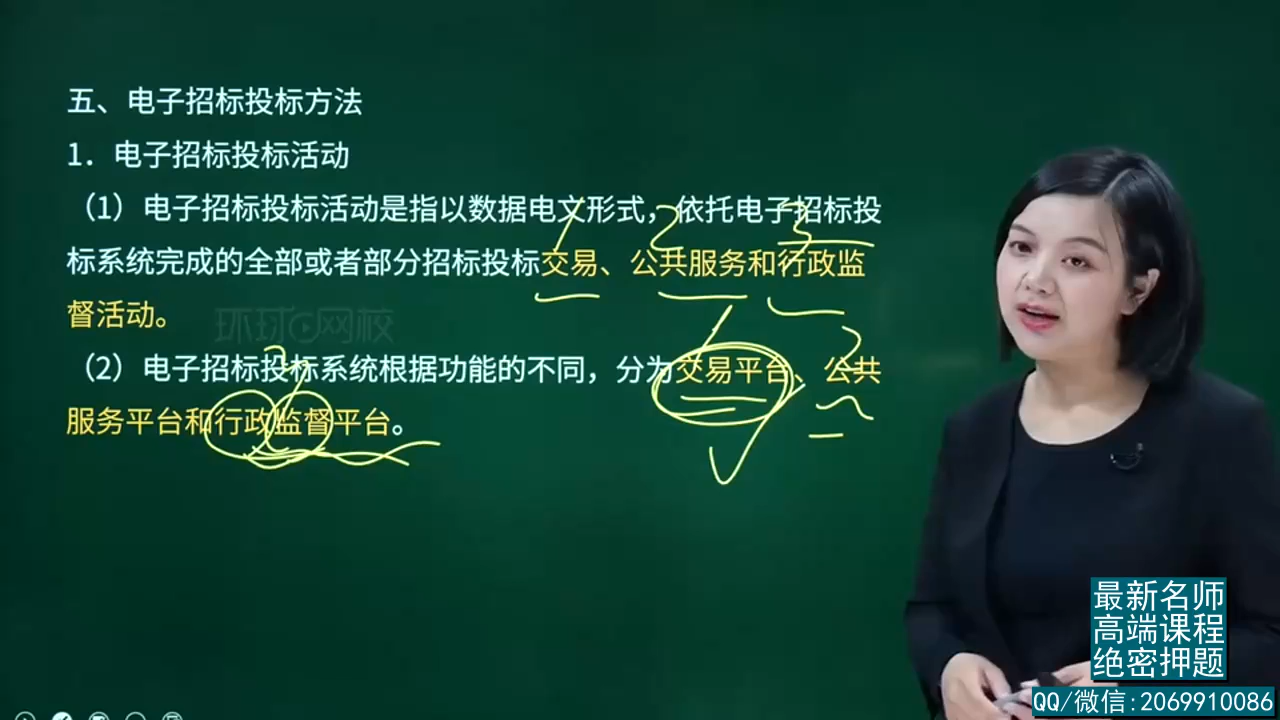 五、电子招标投标方法
1．电子招标投标活动
（1）电子招标投标活动是指以数据电文形式，依托电子招标投
标系统完成的全部或者部分招标投标交易、公共服务和行政监
督活动。
环球网校
（2）电子招标投标系统根据功能的不同，分为交易平台、公共
服务平台和行政监督平台。
1 2 3
1 2
3
最新名师
高端课程
绝密押题
QQ/微信:2069910086